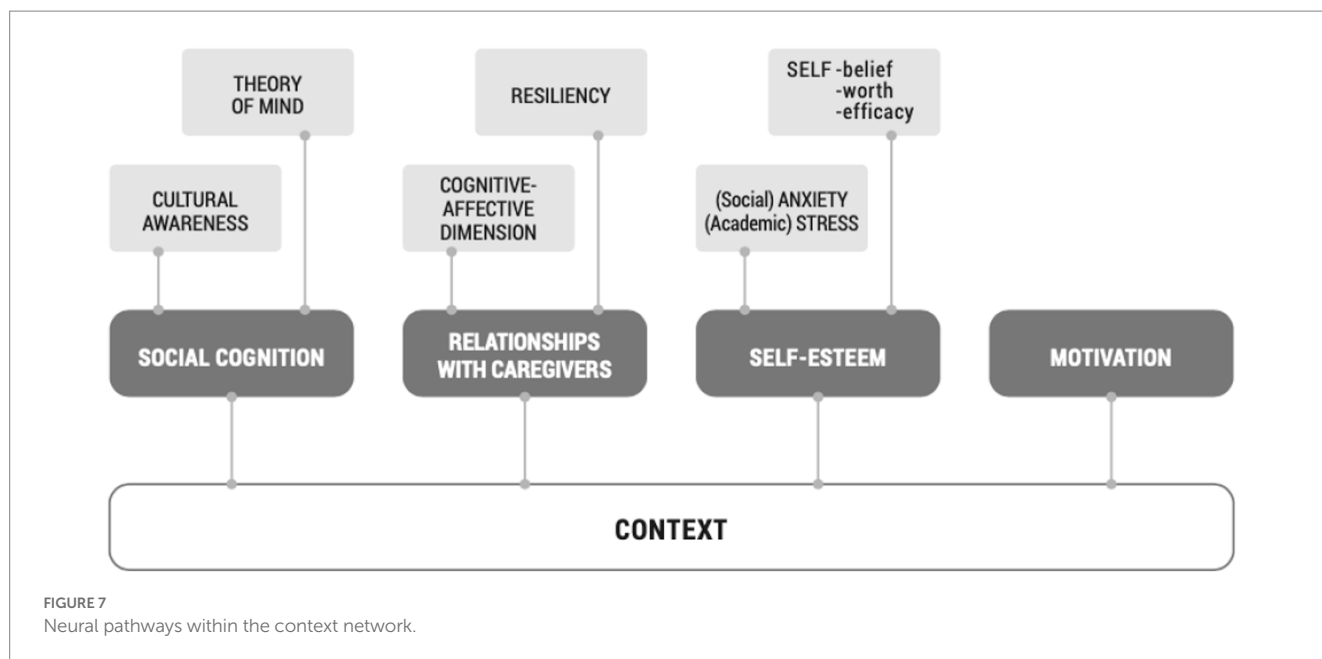 THEORY
OF MIND
RESILIENCY
SELF -belief
-worth
-efficacy
CULTURAL
AWARENESS
COGNITIVE-
AFFECTIVE
DIMENSION
(Social) ANXIETY
(Academic) STRESS
SOCIAL COGNITION
RELATIONSHIPS
WITH CAREGIVERS
SELF-ESTEEM
MOTIVATION
CONTEXT
FIGURE 7
Neural pathways within the context network.